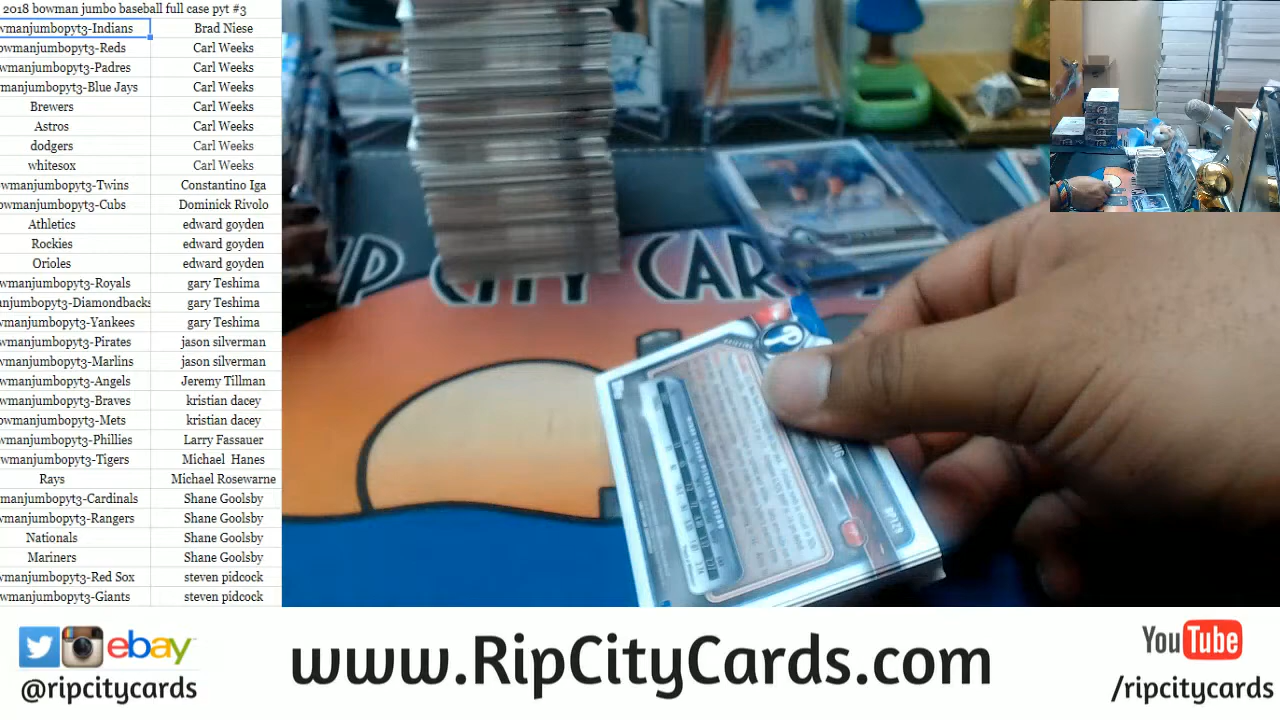 2018 bowman jumbo baseball full case pyt #3
wmanjumbopyt3-Indians Brad Niese
owmanjumbopyt3-Reds Carl Weeks
wmanjumbopyt3-Padres Carl Weeks
manjumbopyt3-Blue Jays Carl Weeks
Brewers Carl Weeks
Astros Carl Weeks
dodgers Carl Weeks
whitesox Carl Weeks
owmanjumbopyt3-Twins Constantino Iga
owmanjumbopyt3-Cubs Dominick Rivolo
Athletics edward goyden
Rockies edward goyden
Orioles edward goyden
wmanjumbopyt3-Royals gary Teshima
anjumbopyt3-Diamondbacks gary Teshima
wmanjumbopyt3-Yankees gary Teshima
wmanjumbopyt3-Pirates jason silverman
wmanjumbopyt3-Marlins jason silverman
wmanjumbopyt3-Angels Jeremy Tillman
wmanjumbopyt3-Braves kristian dacey
owmanjumbopyt3-Mets kristian dacey
wmanjumbopyt3-Phillies Larry Fassauer
wmanjumbopyt3-Tigers Michael Hanes
Rays Michael Rosewarne
manjumbopyt3-Cardinals Shane Goolsby
wmanjumbopyt3-Rangers Shane Goolsby
Nationals Shane Goolsby
Mariners Shane Goolsby
wmanjumbopyt3-Red Sox steven pidcock
wmanjumbopyt3-Giants steven pidcock
IP CITY CAR
ebay
@ripcitycards
www.RipCityCards.com
YouTube
/ripcitycards